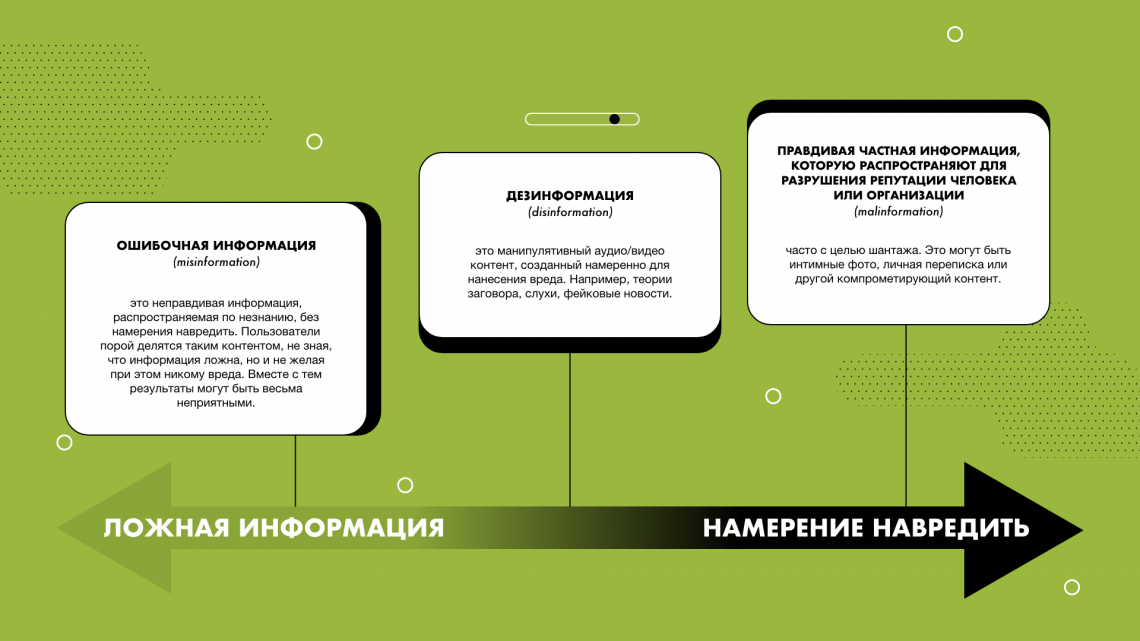 ОШИБОЧНАЯ ИНФОРМАЦИЯ
(misinformation)
это неправдивая информация,
распространяемая по незнанию, без
намерения навредить. Пользователи
порой делятся таким контентом, не зная,
что информация ложна, но и не желая
при этом никому вреда. Вместе с тем
результаты могут быть весьма
неприятными.
ДЕЗИНФОРМАЦИЯ
(disinformation)
это манипулятивный аудио/видео
контент, созданный намеренно для
нанесения вреда. Например, теории
заговора, слухи, фейковые новости.
ПРАВДИВАЯ ЧАСТНАЯ ИНФОРМАЦИЯ,
КОТОРУЮ РАСПРОСТРАНЯЮТ ДЛЯ
РАЗРУШЕНИЯ РЕПУТАЦИИ ЧЕЛОВЕКА
ИЛИ ОРГАНИЗАЦИИ
(malinformation)
часто с целью шантажа. Это могут быть
интимные фото, личная переписка или
другой компрометирующий контент.
ЛОЖНАЯ ИНФОРМАЦИЯ
НАМЕРЕНИЕ НАВРЕДИТЬ